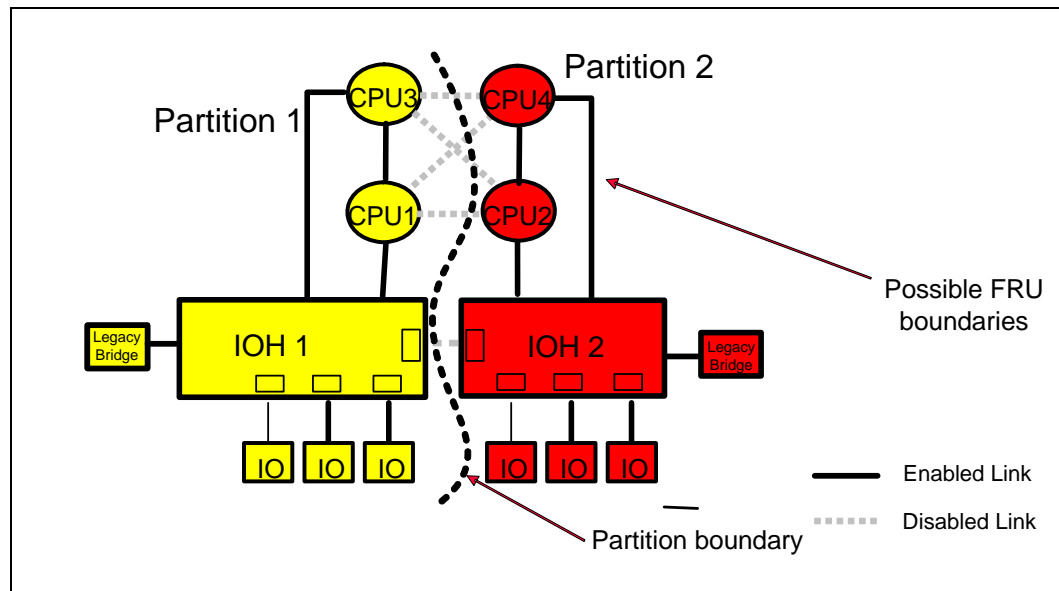 Partition 2
CPU3
CPU4
Partition 1
CPU1
CPU2
Possible FRU
boundaries
Legacy
Bridge
IOH 1
IOH 2
Legacy
Bridge
IO
IO
IO
IO
IO
IO
Enabled Link
Disabled Link
Partition boundary